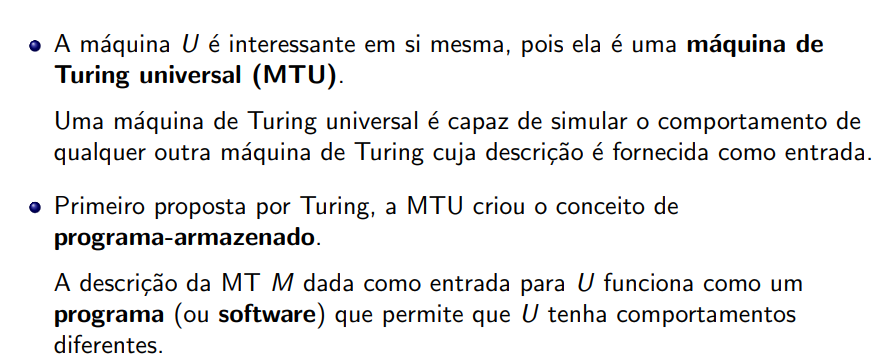 A máquina U é interessante em si mesma, pois ela é uma máquina de
Turing universal (MTU).
Uma máquina de Turing universal é capaz de simular o comportamento de
qualquer outra máquina de Turing cuja descrição é fornecida como entrada.
Primeiro proposta por Turing, a MTU criou o conceito de
programa-armazenado.
A descrição da MT M dada como entrada para U funciona como um
programa (ou software) que permite que U tenha comportamentos
diferentes.